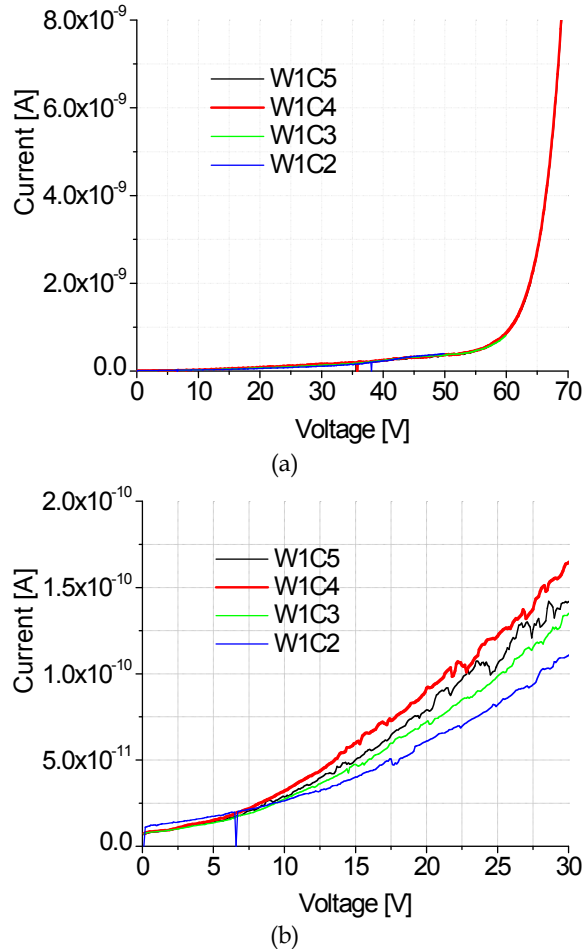 8.0x10⁻⁹
6.0x10⁻⁹
4.0x10⁻⁹
2.0x10⁻⁹
0.0
Current [A]
W1C5
W1C4
W1C3
W1C2
0 10 20 30 40 50 60 70
Voltage [V]
(a)
2.0x10⁻¹⁰
1.5x10⁻¹⁰
1.0x10⁻¹⁰
5.0x10⁻¹¹
0.0
Current [A]
W1C5
W1C4
W1C3
W1C2
0 5 10 15 20 25 30
Voltage [V]
(b)